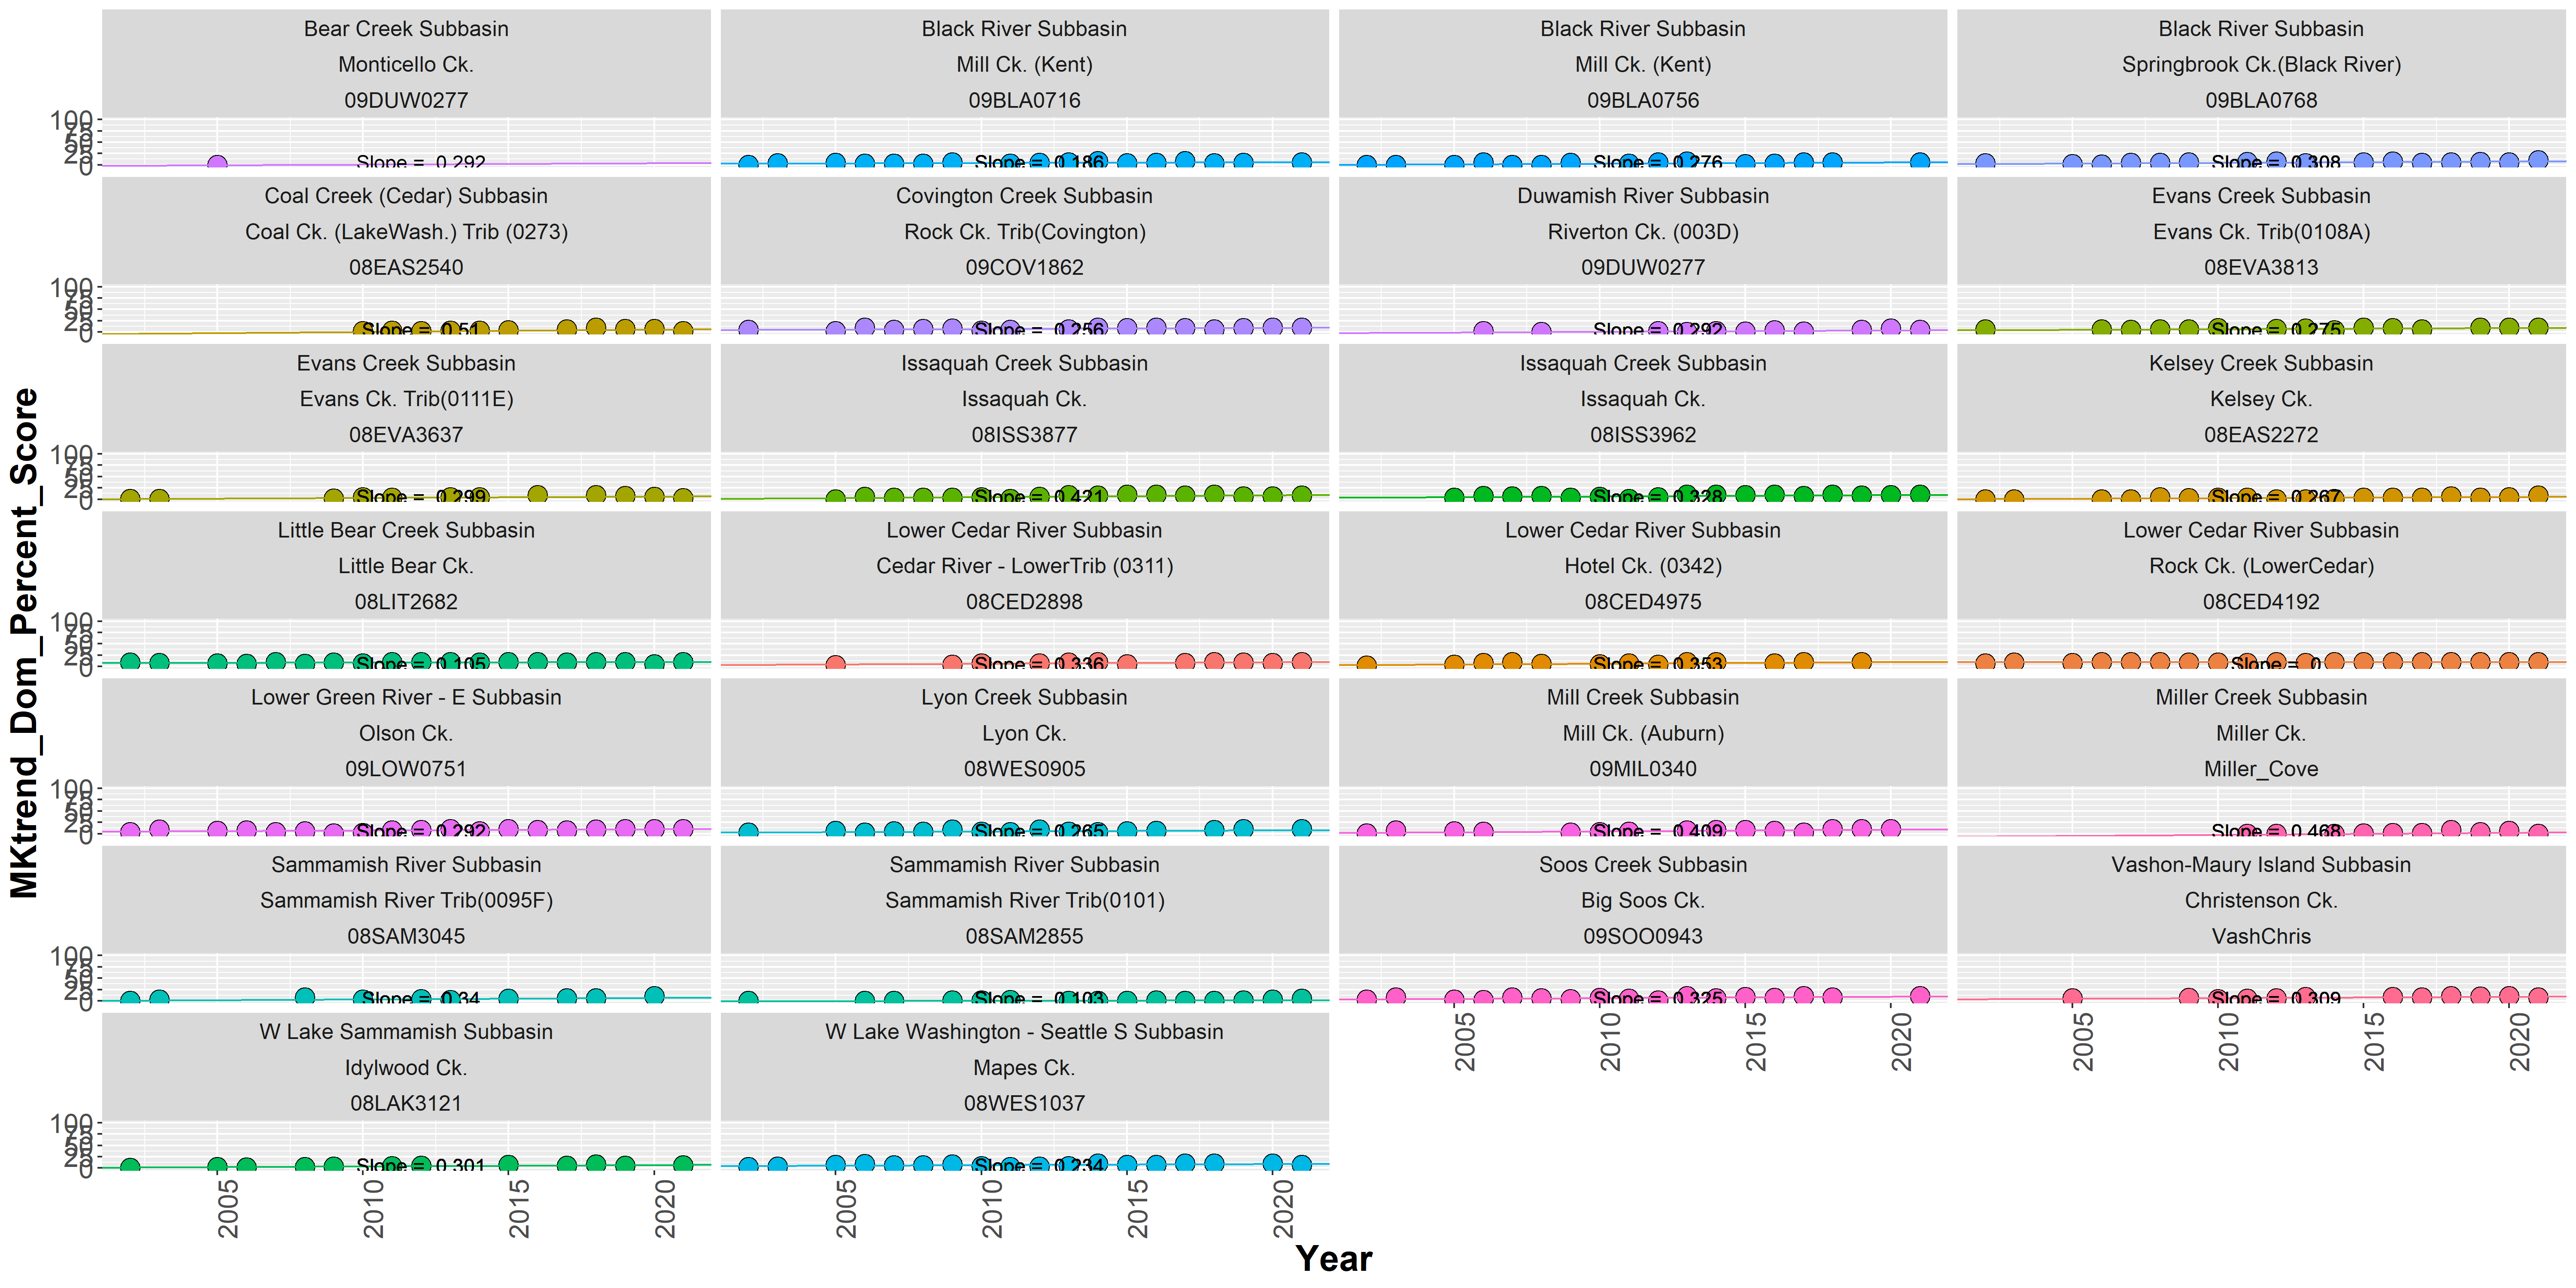 Bear Creek Subbasin
Monticello Ck.
09DUW0277
Black River Subbasin
Mill Ck. (Kent)
09BLA0716
Black River Subbasin
Mill Ck. (Kent)
09BLA0756
Black River Subbasin
Springbrook Ck.(Black River)
09BLA0768
100
75
50
25
0
Slope = 0.292
Slope = 0.186
Slope = 0.276
Slope = 0.308
Coal Creek (Cedar) Subbasin
Coal Ck. (LakeWash.) Trib (0273)
08EAS2540
Covington Creek Subbasin
Rock Ck. Trib(Covington)
09COV1862
Duwamish River Subbasin
Riverton Ck. (003D)
09DUW0277
Evans Creek Subbasin
Evans Ck. Trib(0108A)
08EVA3813
100
75
50
25
0
Slope = 0.51
Slope = 0.256
Slope = 0.292
Slope = 0.275
Evans Creek Subbasin
Evans Ck. Trib(0111E)
08EVA3637
Issaquah Creek Subbasin
Issaquah Ck.
08ISS3877
Issaquah Creek Subbasin
Issaquah Ck.
08ISS3962
Kelsey Creek Subbasin
Kelsey Ck.
08EAS2272
100
75
50
25
0
Slope = 0.299
Slope = 0.421
Slope = 0.328
Slope = 0.267
Little Bear Creek Subbasin
Little Bear Ck.
08LIT2682
Lower Cedar River Subbasin
Cedar River - LowerTrib (0311)
08CED2898
Lower Cedar River Subbasin
Hotel Ck. (0342)
08CED4975
Lower Cedar River Subbasin
Rock Ck. (LowerCedar)
08CED4192
100
75
50
25
0
Slope = 0.105
Slope = 0.336
Slope = 0.353
Slope = 0
Lower Green River - E Subbasin
Olson Ck.
09LOW0751
Lyon Creek Subbasin
Lyon Ck.
08WES0905
Mill Creek Subbasin
Mill Ck. (Auburn)
09MIL0340
Miller Creek Subbasin
Miller Ck.
Miller_Cove
100
75
50
25
0
Slope = 0.292
Slope = 0.265
Slope = 0.409
Slope = 0.468
Sammamish River Subbasin
Sammamish River Trib(0095F)
08SAM3045
Sammamish River Subbasin
Sammamish River Trib(0101)
08SAM2855
Soos Creek Subbasin
Big Soos Ck.
09SOO0943
Vashon-Maury Island Subbasin
Christenson Ck.
VashChris
100
75
50
25
0
Slope = 0.34
Slope = 0.103
Slope = 0.325
Slope = 0.309
2005
2010
2015
2020
2005
2010
2015
2020
W Lake Sammamish Subbasin
Idylwood Ck.
08LAK3121
W Lake Washington - Seattle S Subbasin
Mapes Ck.
08WES1037
100
75
50
25
0
Slope = 0.301
Slope = 0.234
2005
2010
2015
2020
2005
2010
2015
2020
Year
MKtrend_Dom_Percent_Score